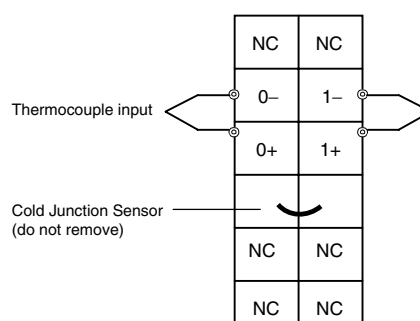 NC NC
0– 1–
Thermocouple input
0+ 1+
Cold Junction Sensor
(do not remove)
NC NC
NC NC